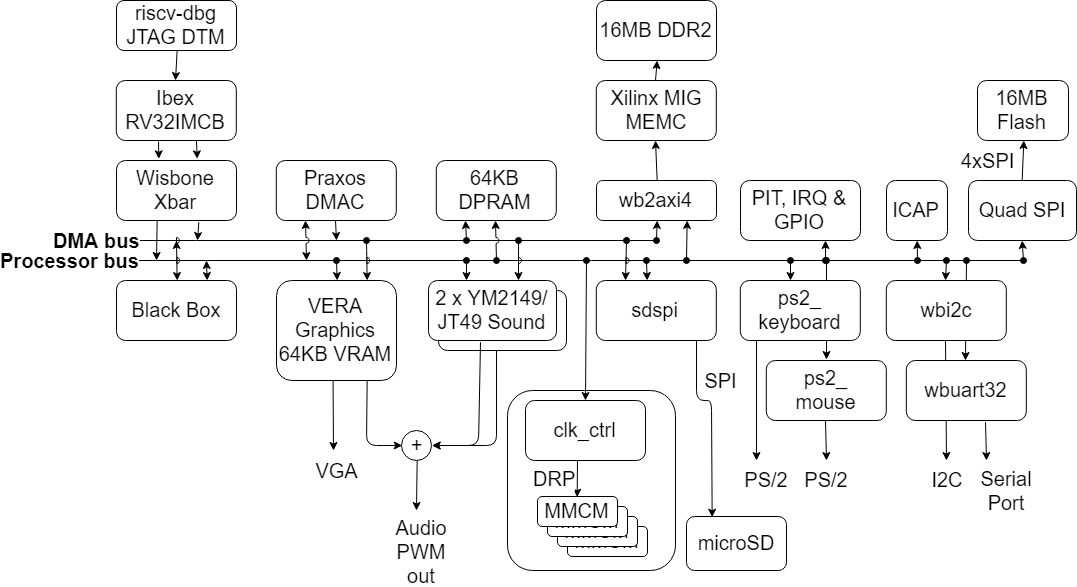 riscv-dbg
JTAG DTM
16MB DDR2
Ibex
RV32IMCB
Xilinx MIG
MEMC
16MB
Flash
4xSPI
Wisbone
Xbar
Praxos
DMAC
64KB
DPRAM
wb2axi4
PIT, IRQ &
GPIO
ICAP
Quad SPI
DMA bus
Processor bus
Black Box
VERA
Graphics
64KB VRAM
2 x YM2149/
JT49 Sound
sdspi
ps2_
keyboard
wbi2c
SPI
ps2_
mouse
wbuart32
clk_ctrl
+
VGA
DRP
PS/2
PS/2
I2C
Serial
Port
MMCM
Audio
PWM
out
microSD